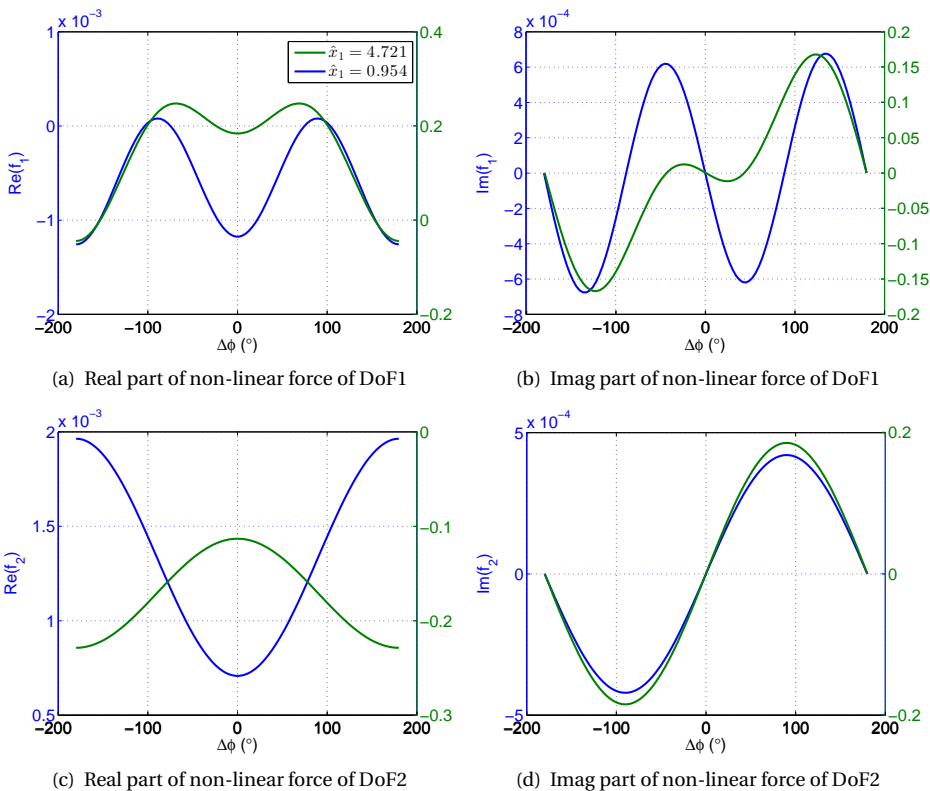 x 10⁻³
1
0
−1
−2
0.4
0.2
0
−0.2
x̂₁ = 4.721
x̂₁ = 0.954
Re(f₁)
−200 −100 0 100 200
Δϕ (°)
(a) Real part of non-linear force of DoF1
x 10⁻⁴
8
6
4
2
0
−2
−4
−6
−8
0.2
0.15
0.1
0.05
0
−0.05
−0.1
−0.15
−0.2
Im(f₁)
−200 −100 0 100 200
Δϕ (°)
(b) Imag part of non-linear force of DoF1
x 10⁻³
2
1.5
1
0.5
0
−0.1
−0.2
−0.3
Re(f₂)
−200 −100 0 100 200
Δϕ (°)
(c) Real part of non-linear force of DoF2
x 10⁻⁴
5
0
−5
0.2
0
−0.2
Im(f₂)
−200 −100 0 100 200
Δϕ (°)
(d) Imag part of non-linear force of DoF2